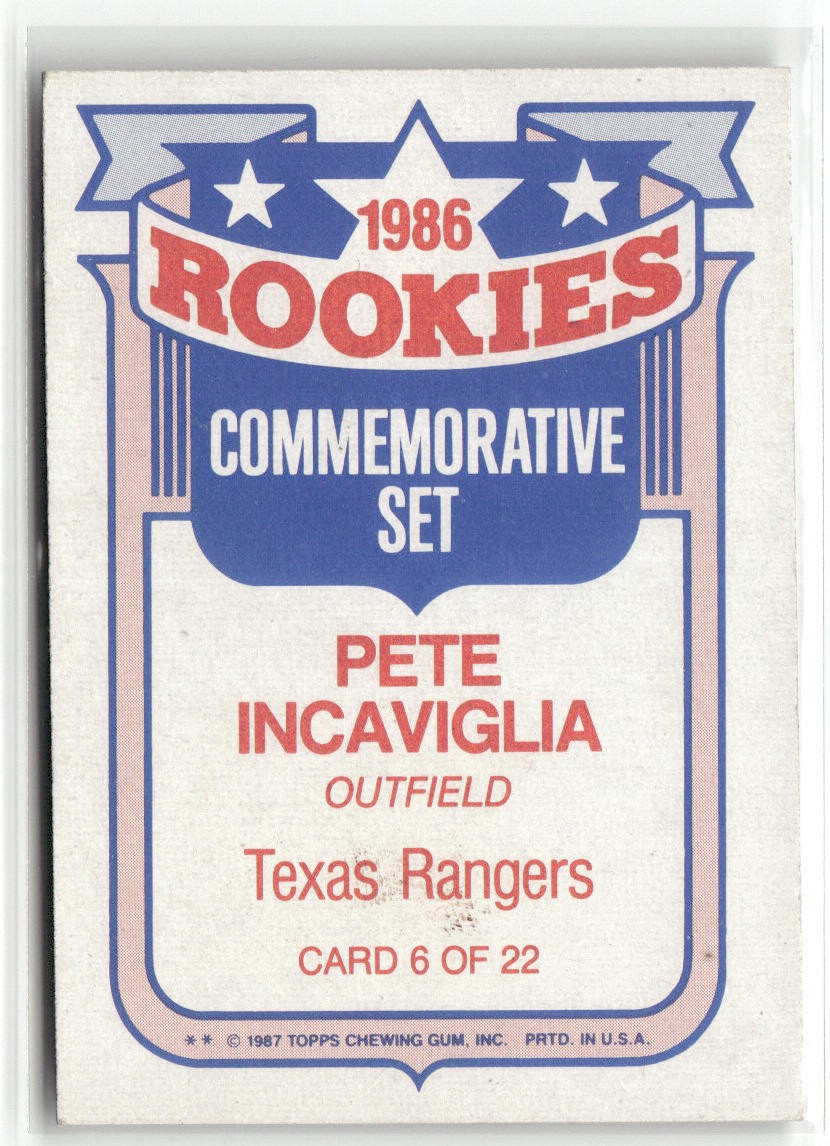 1986
ROOKIES
COMMEMORATIVE
SET
PETE
INCAVIGLIA
OUTFIELD
Texas Rangers
CARD 6 OF 22
** © 1987 TOPPS CHEWING GUM, INC. PRTD. IN U.S.A.